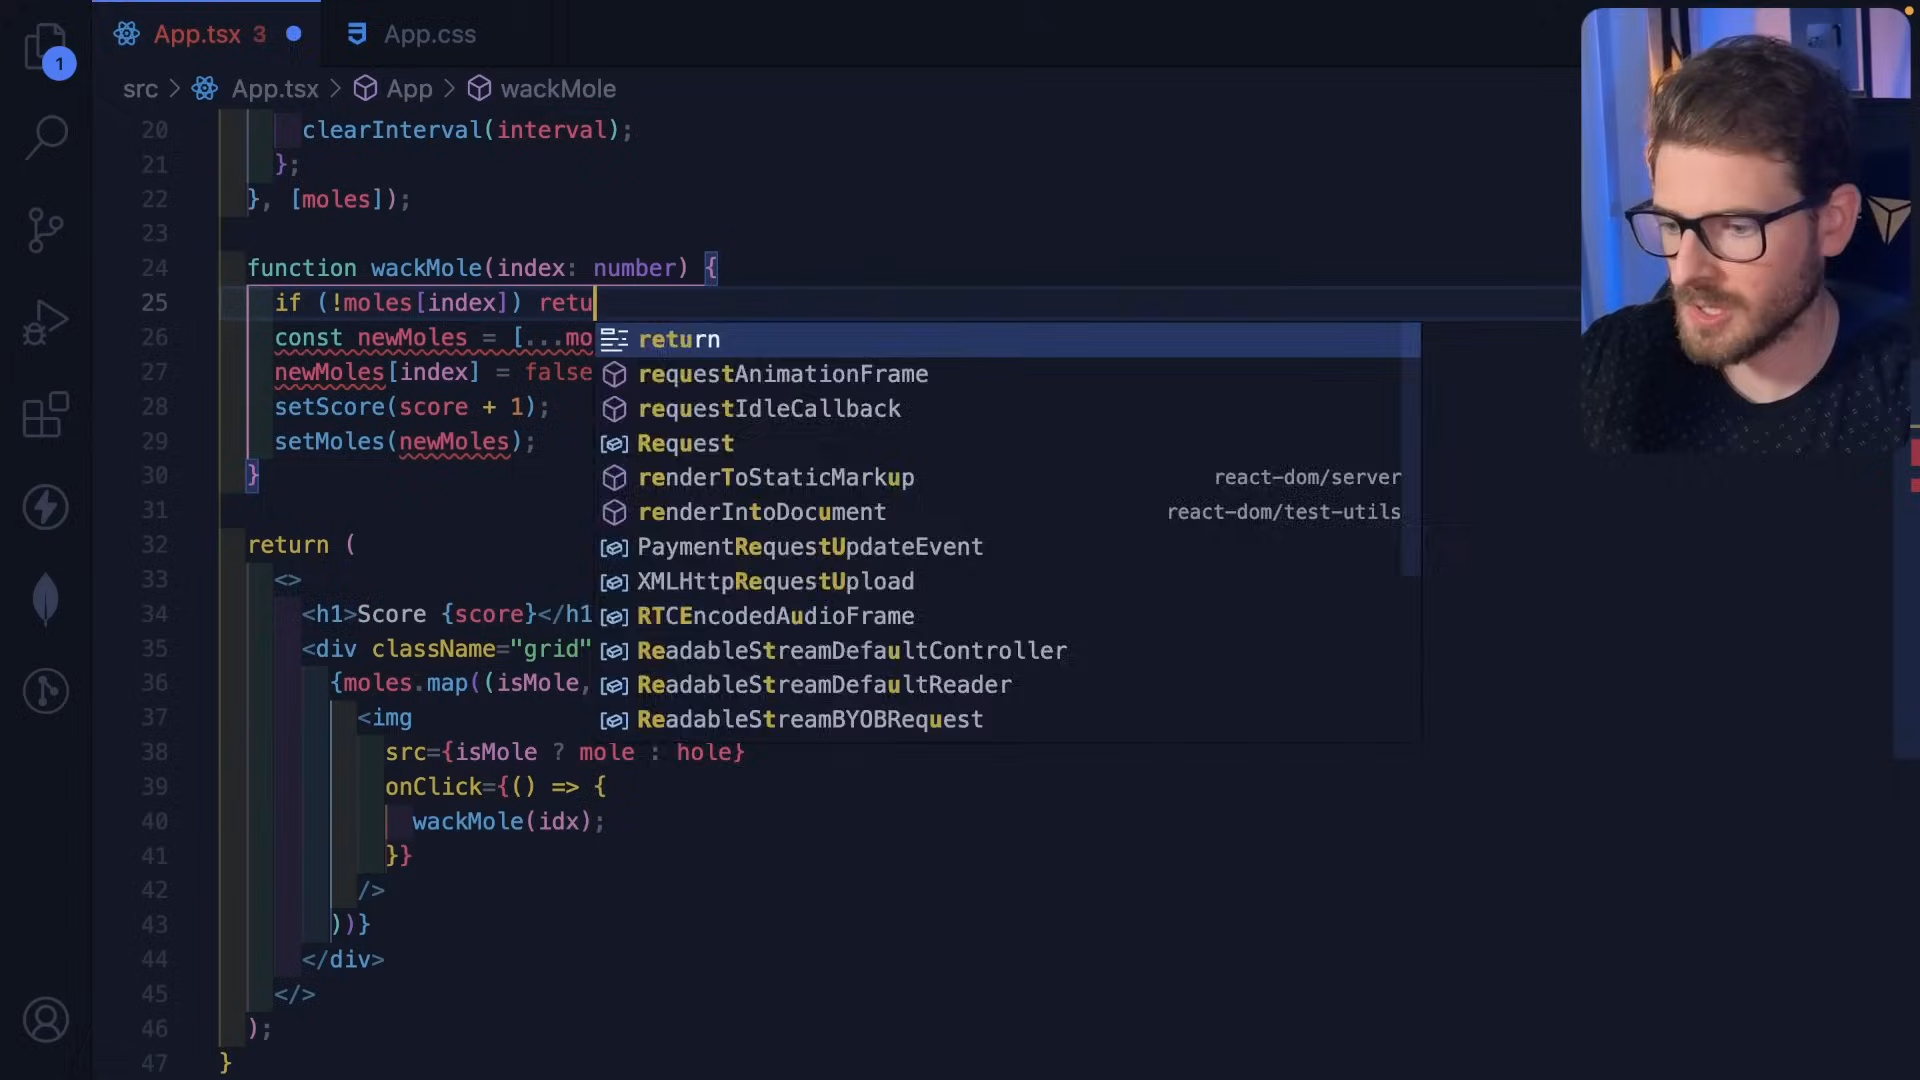 App.tsx 3
App.css
1
src > App.tsx > App > wackMole
20 clearInterval(interval);
21 };
22 }, [moles]);
23
24 function wackMole(index: number) {
25 if (!moles[index]) retu
26 const newMoles = [...mo
27 newMoles[index] = false
28 setScore(score + 1);
29 setMoles(newMoles);
30 }
31
32 return (
33 <>
34 <h1>Score {score}</h1
35 <div className="grid"
36 {moles.map((isMole,
37 <img
38 src={isMole ? mole : hole}
39 onClick={() => {
40 wackMole(idx);
41 }}
42 />
43 ))}
44 </div>
45 </>
46 );
47 }
return
requestAnimationFrame
requestIdleCallback
Request
renderToStaticMarkup react-dom/server
renderIntoDocument react-dom/test-utils
PaymentRequestUpdateEvent
XMLHttpRequestUpload
RTCEncodedAudioFrame
ReadableStreamDefaultController
ReadableStreamDefaultReader
ReadableStreamBYOBRequest